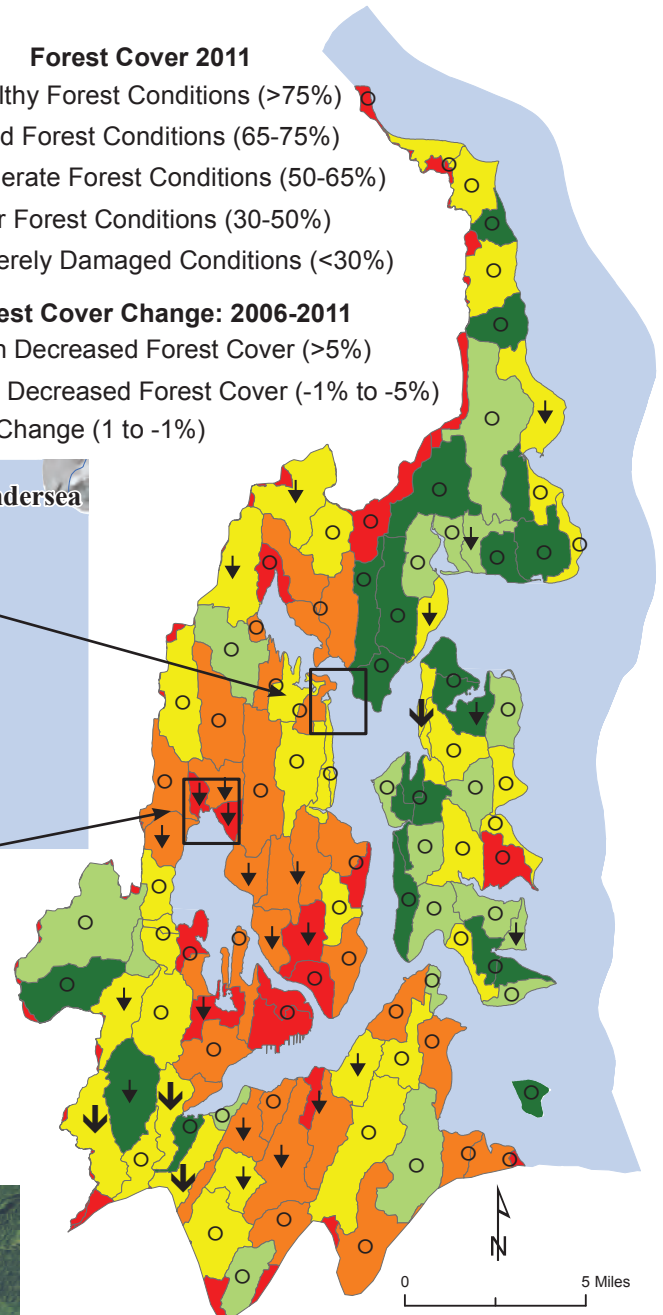 Forest Cover 2011
lthy Forest Conditions (>75%)
d Forest Conditions (65-75%)
erate Forest Conditions (50-65%)
r Forest Conditions (30-50%)
erely Damaged Conditions (<30%)
est Cover Change: 2006-2011
n Decreased Forest Cover (>5%)
Decreased Forest Cover (-1% to -5%)
Change (1 to -1%)
ndersea
N
0 5 Miles